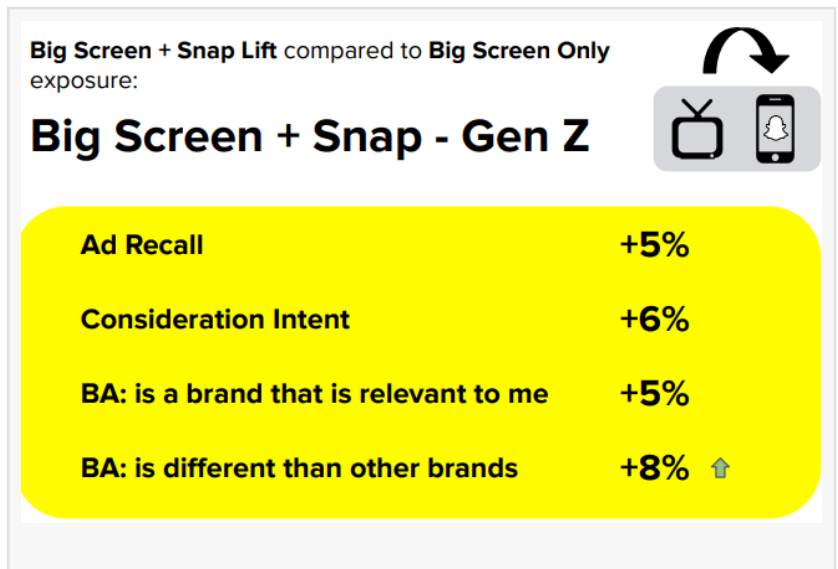 Big Screen + Snap Lift compared to Big Screen Only
exposure:
Big Screen + Snap - Gen Z
Ad Recall +5%
Consideration Intent +6%
BA: is a brand that is relevant to me +5%
BA: is different than other brands +8%